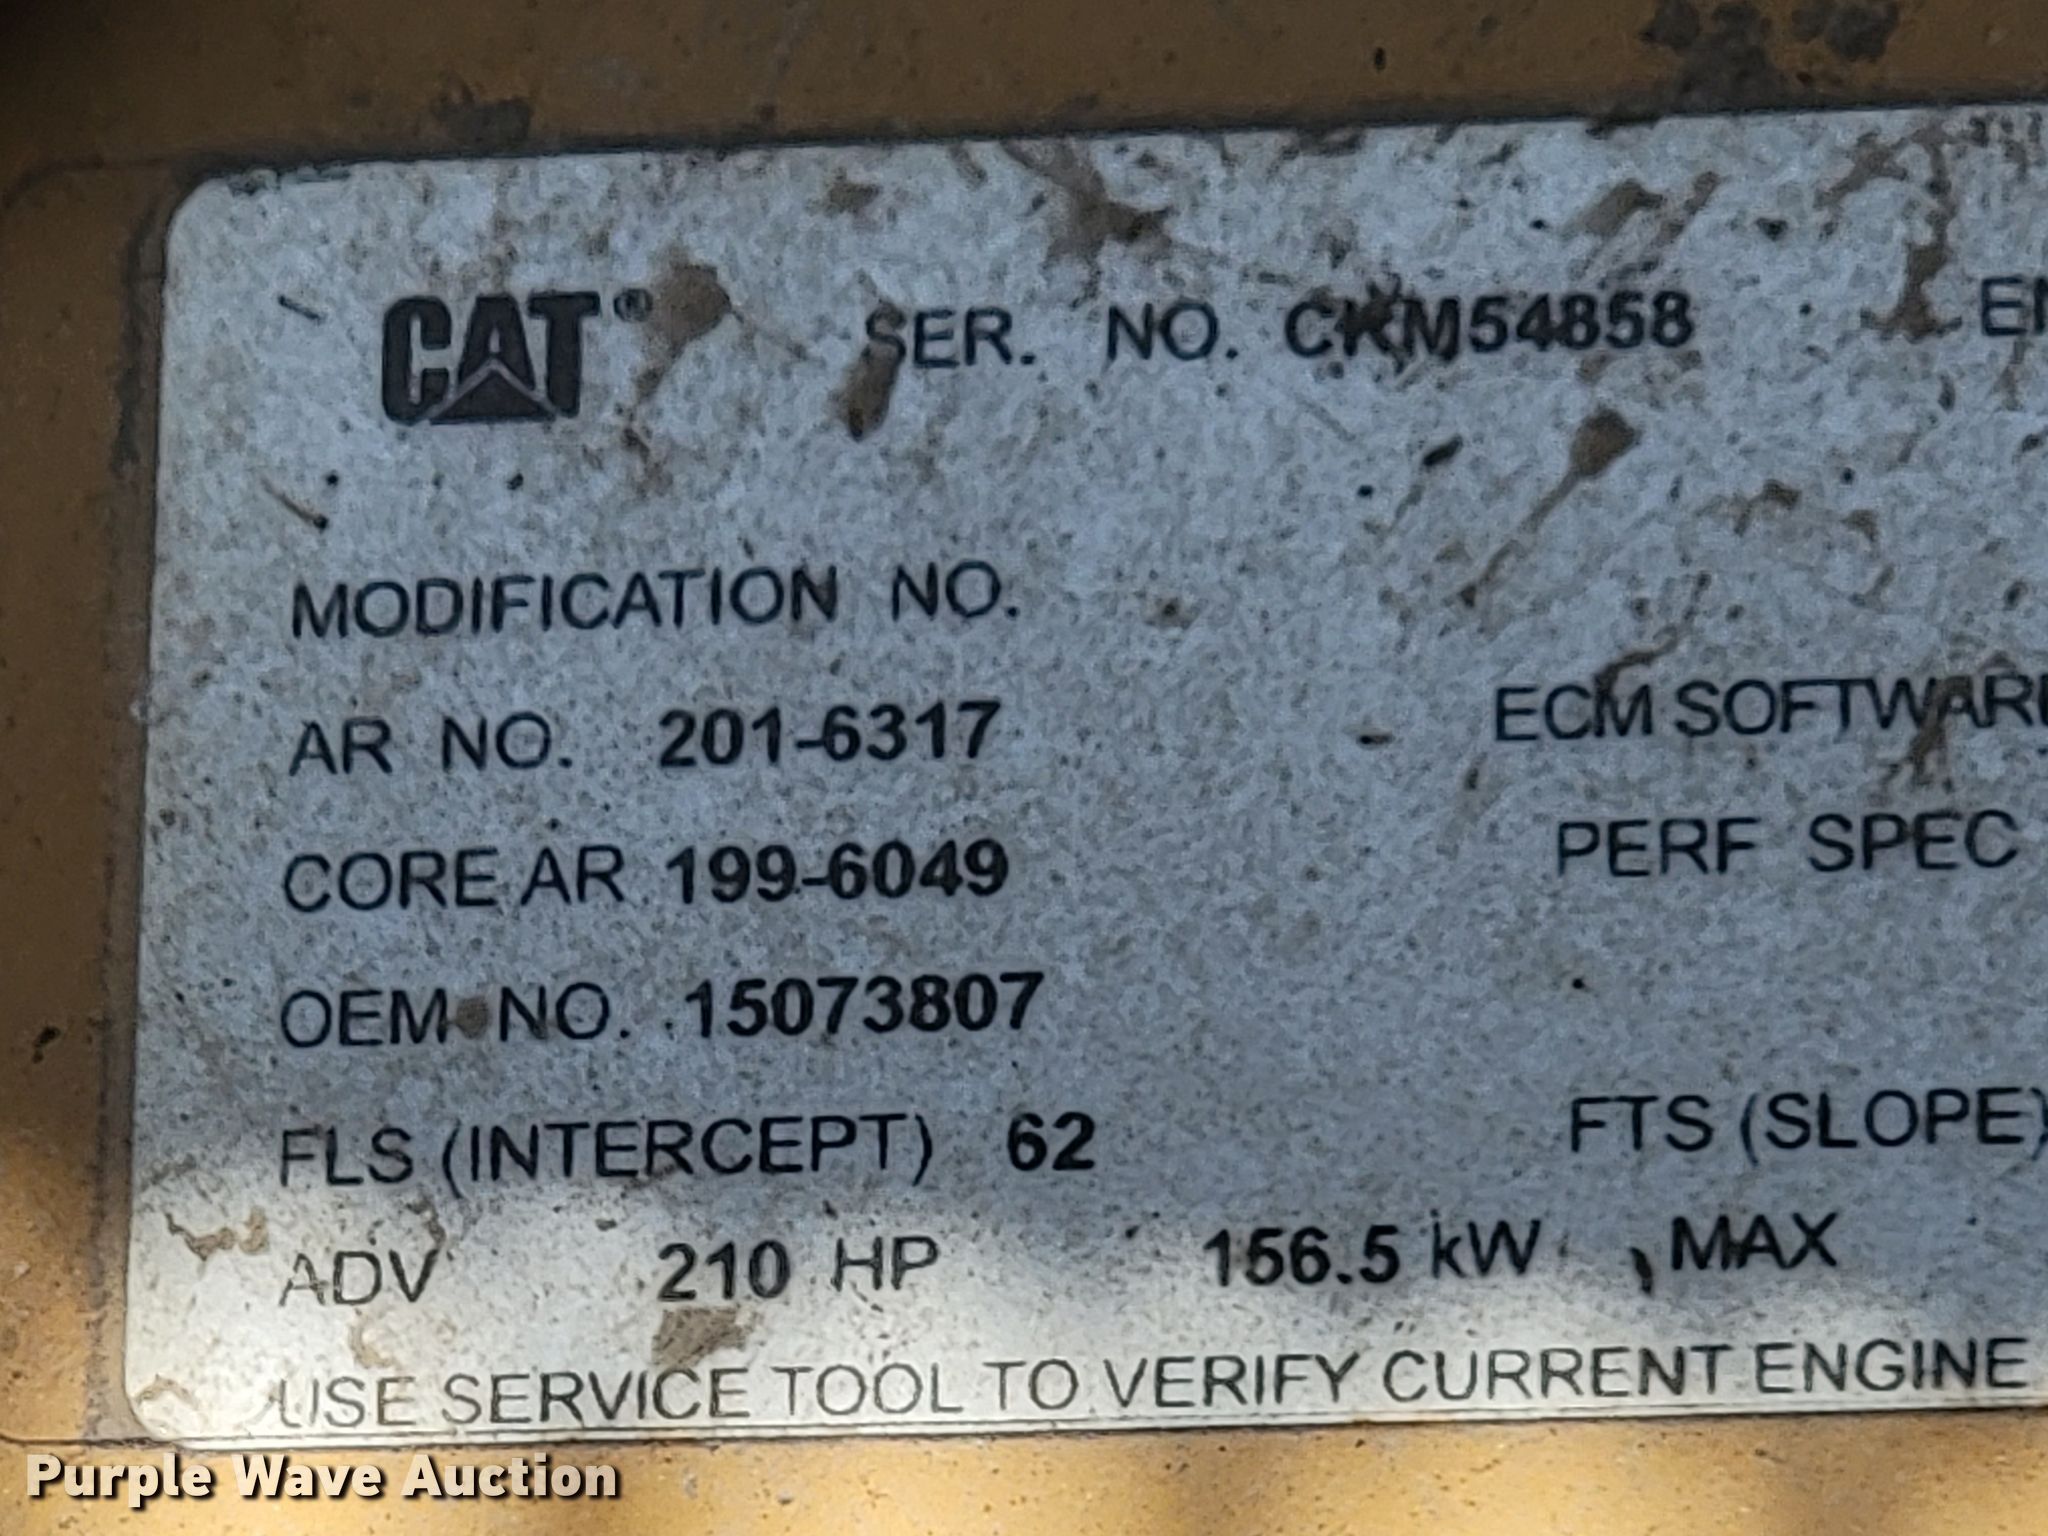 CAT® SER. NO. CKM54858 EN
MODIFICATION NO.
AR NO. 201-6317 ECM SOFTWARE
CORE AR 199-6049 PERF SPEC
OEM NO. 15073807
FLS (INTERCEPT) 62 FTS (SLOPE)
ADV 210 HP 156.5 kW MAX
USE SERVICE TOOL TO VERIFY CURRENT ENGINE
Purple Wave Auction